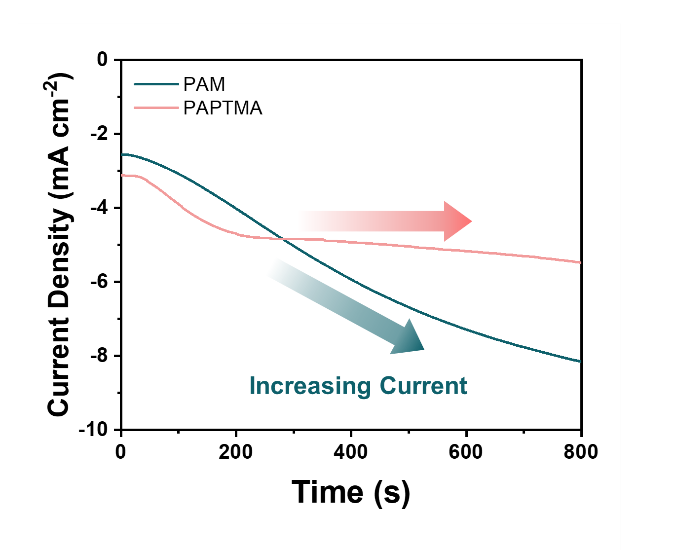 Current Density (mA cm⁻²)
0
-2
-4
-6
-8
-10
PAM
PAPTMA
Increasing Current
0 200 400 600 800
Time (s)